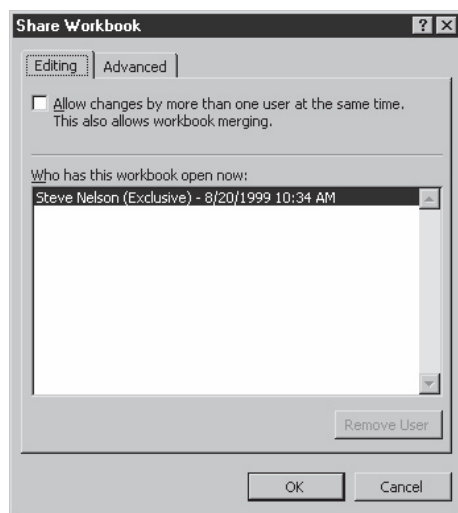 Share Workbook
Editing
Advanced
Allow changes by more than one user at the same time.
This also allows workbook merging.
Who has this workbook open now:
Steve Nelson (Exclusive) - 8/20/1999 10:34 AM
Remove User
OK
Cancel